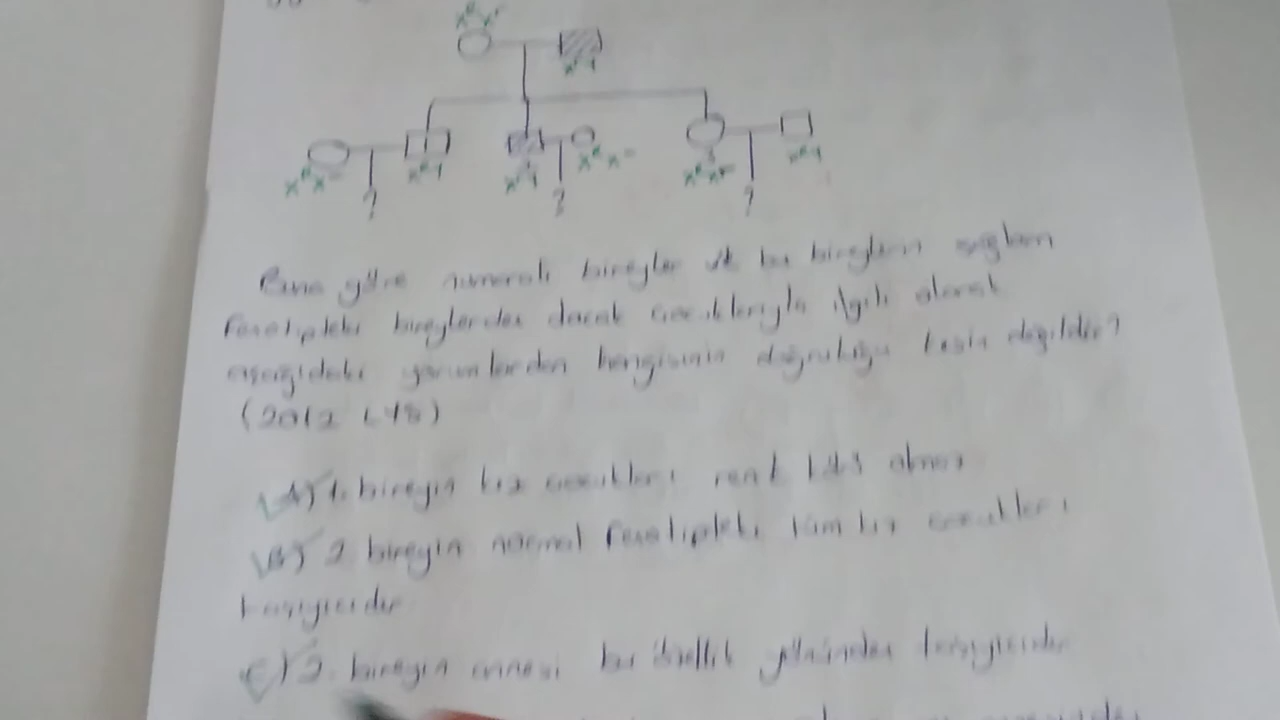 X^R X^r
X^r Y
X^R X^-
X^R Y
X^r Y
X^R X^-
X^R X^r
X^R Y
? ? ?
Buna göre numaralı bireyler ve bu bireylerin sağlam
fenotipteki bireylerden olacak çocuklarıyla ilgili olarak
aşağıdaki yorumlardan hangisinin doğruluğu kesin değildir?
(2012 LYS)
A) 1. bireyin kız çocukları renk körü olmaz
B) 2. bireyin normal fenotipteki tüm kız çocukları
taşıyıcıdır
C) 2. bireyin annesi bu özellik yönünden taşıyıcıdır